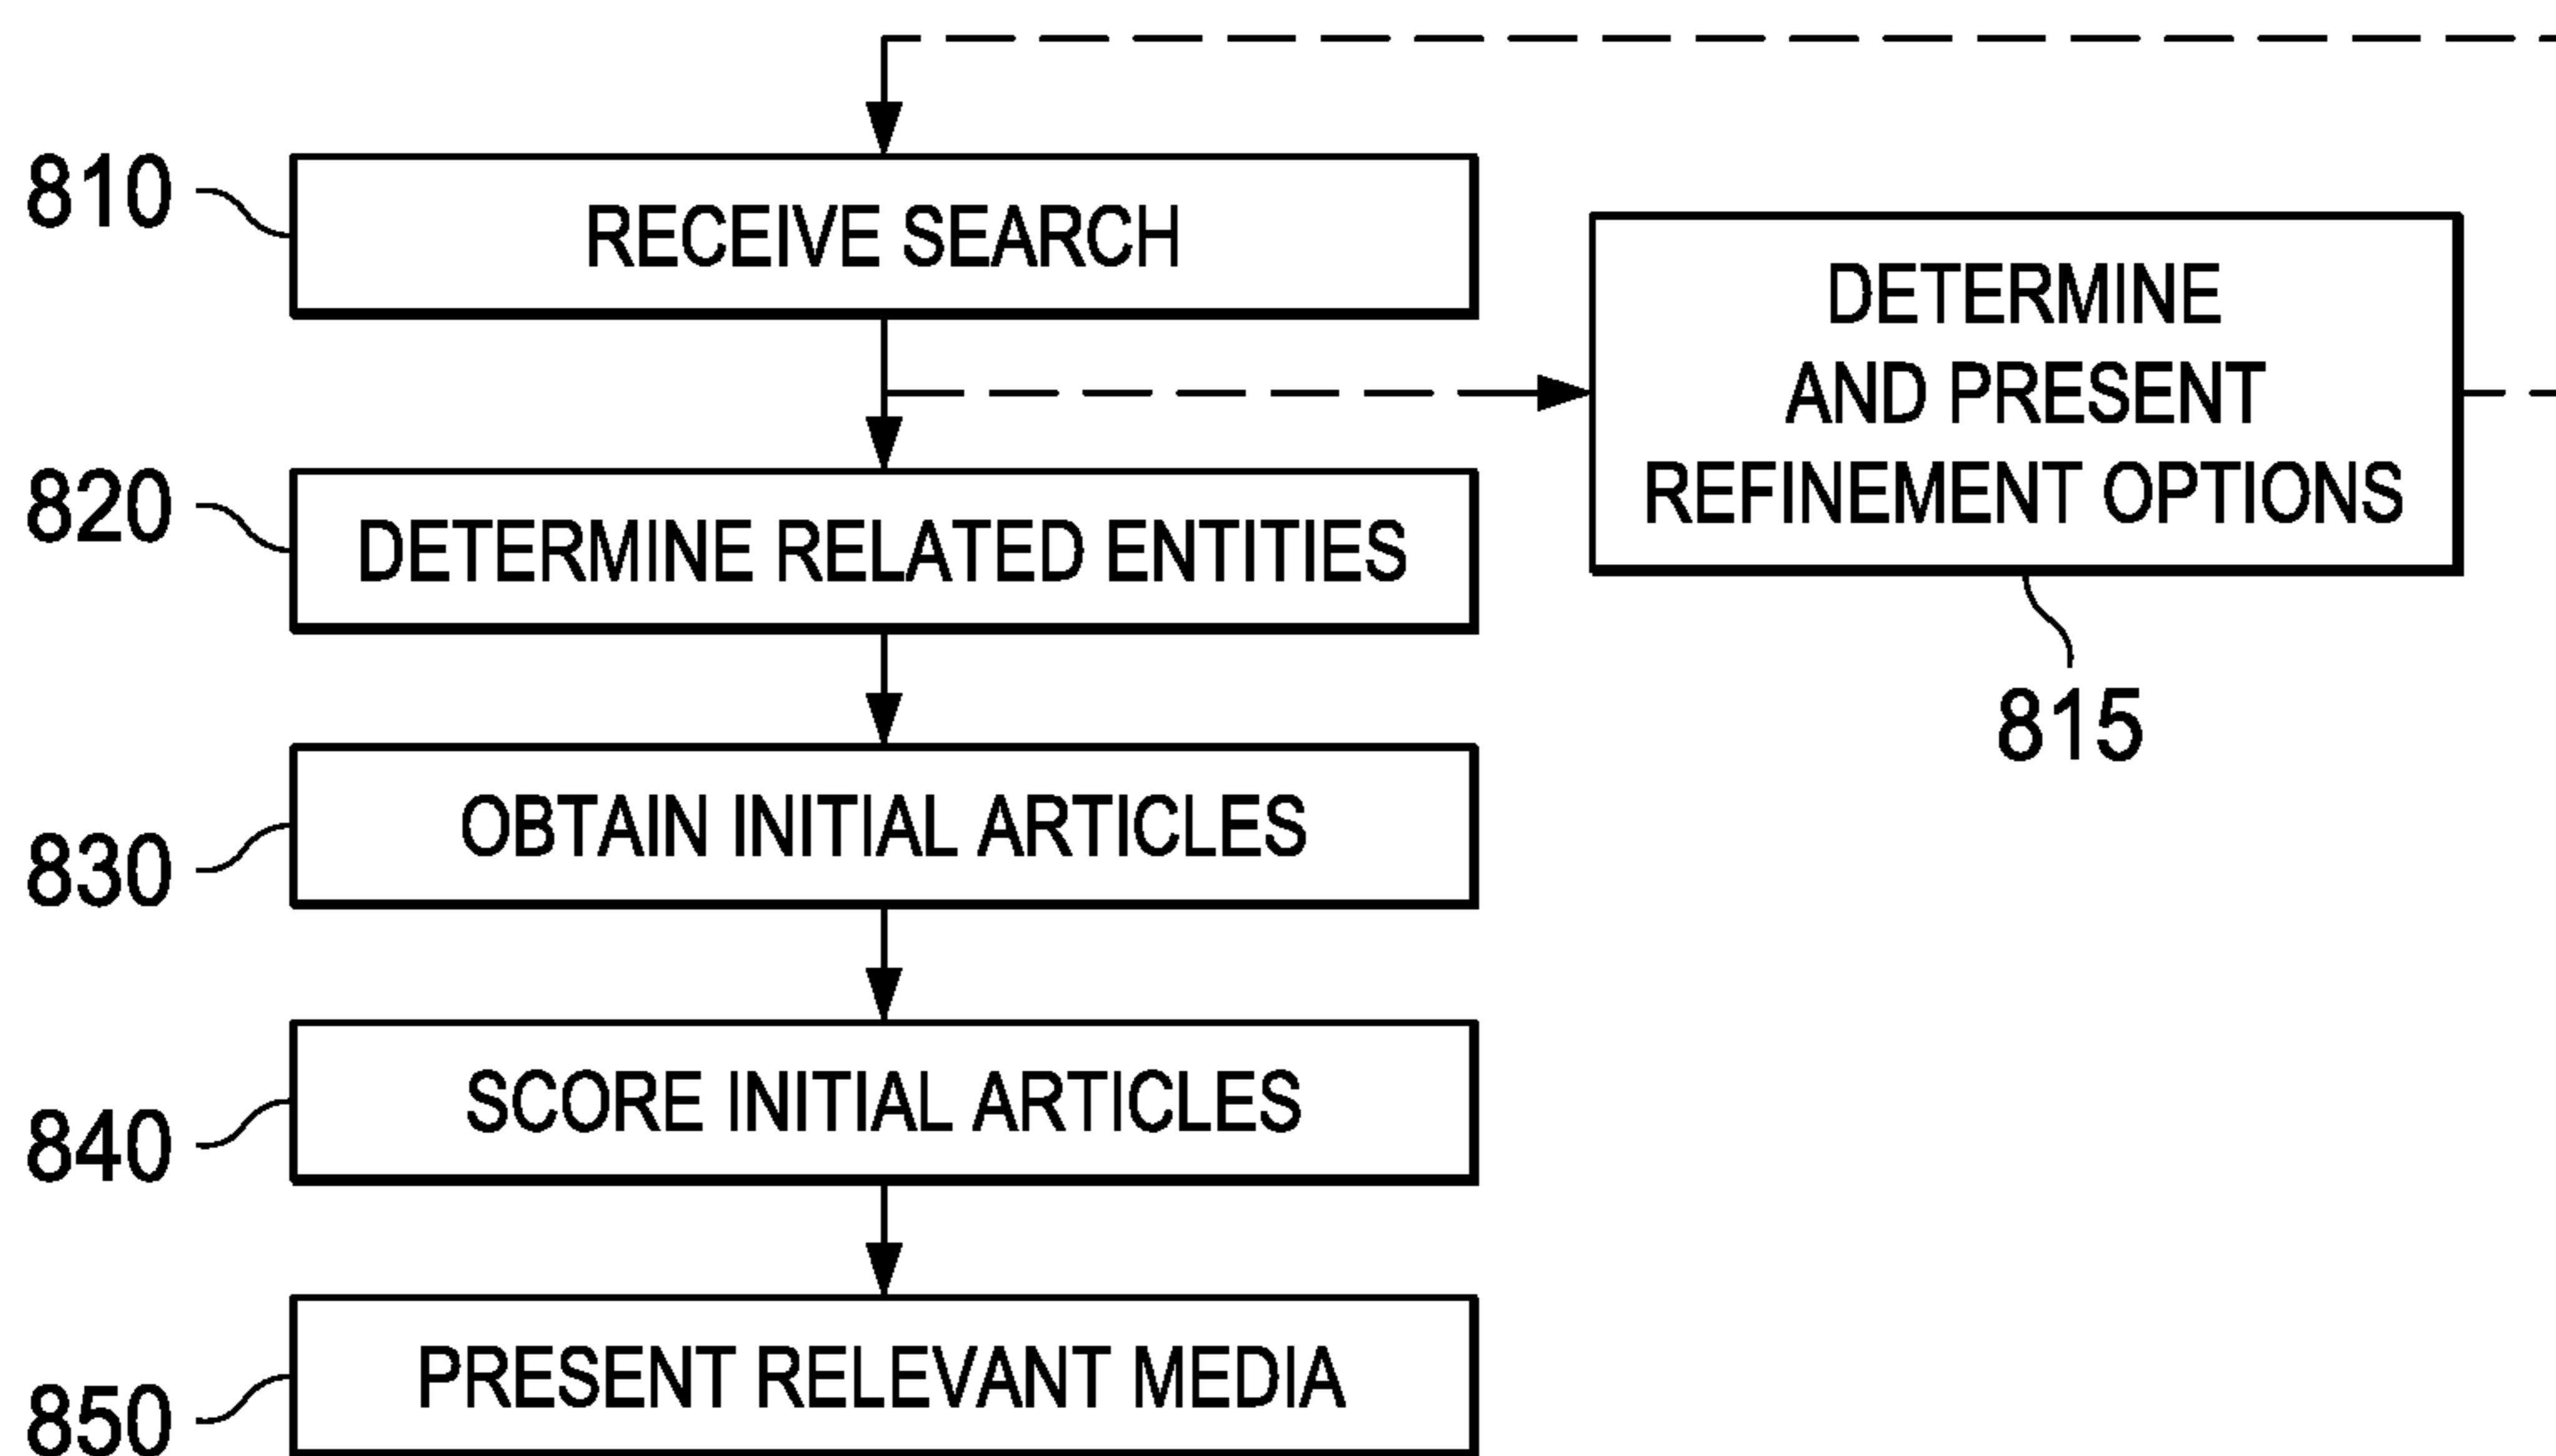 810
RECEIVE SEARCH
DETERMINE
AND PRESENT
REFINEMENT OPTIONS
815
820
DETERMINE RELATED ENTITIES
830
OBTAIN INITIAL ARTICLES
840
SCORE INITIAL ARTICLES
850
PRESENT RELEVANT MEDIA